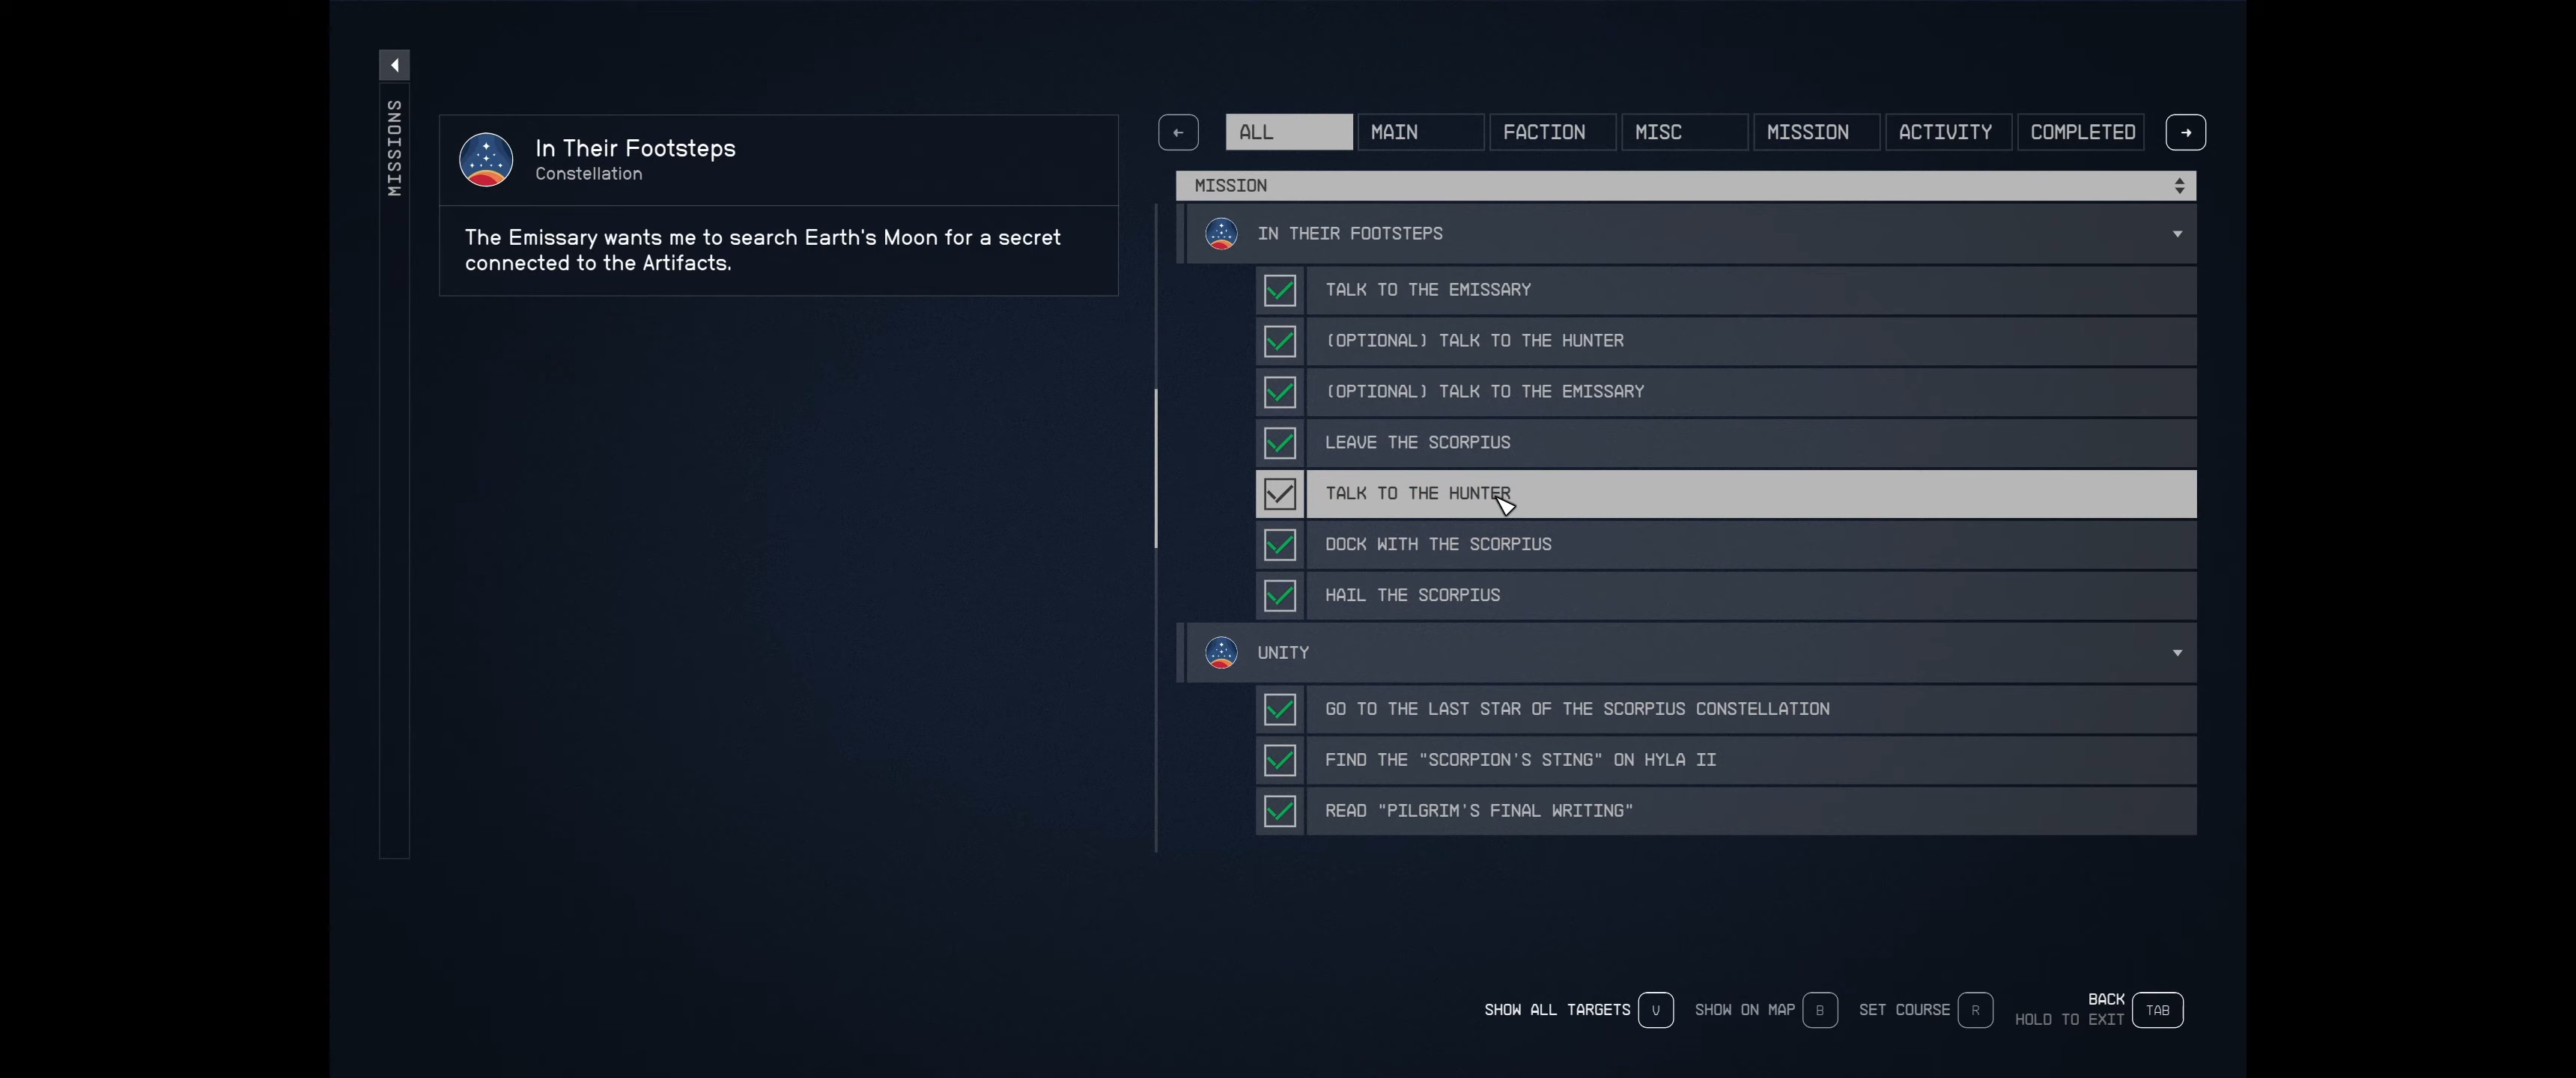 MISSIONS
In Their Footsteps
Constellation
The Emissary wants me to search Earth's Moon for a secret
connected to the Artifacts.
ALL
MAIN
FACTION
MISC
MISSION
ACTIVITY
COMPLETED
MISSION
IN THEIR FOOTSTEPS
TALK TO THE EMISSARY
(OPTIONAL) TALK TO THE HUNTER
(OPTIONAL) TALK TO THE EMISSARY
LEAVE THE SCORPIUS
TALK TO THE HUNTER
DOCK WITH THE SCORPIUS
HAIL THE SCORPIUS
UNITY
GO TO THE LAST STAR OF THE SCORPIUS CONSTELLATION
FIND THE "SCORPION'S STING" ON HYLA II
READ "PILGRIM'S FINAL WRITING"
SHOW ALL TARGETS V
SHOW ON MAP B
SET COURSE R
BACK
HOLD TO EXIT
TAB